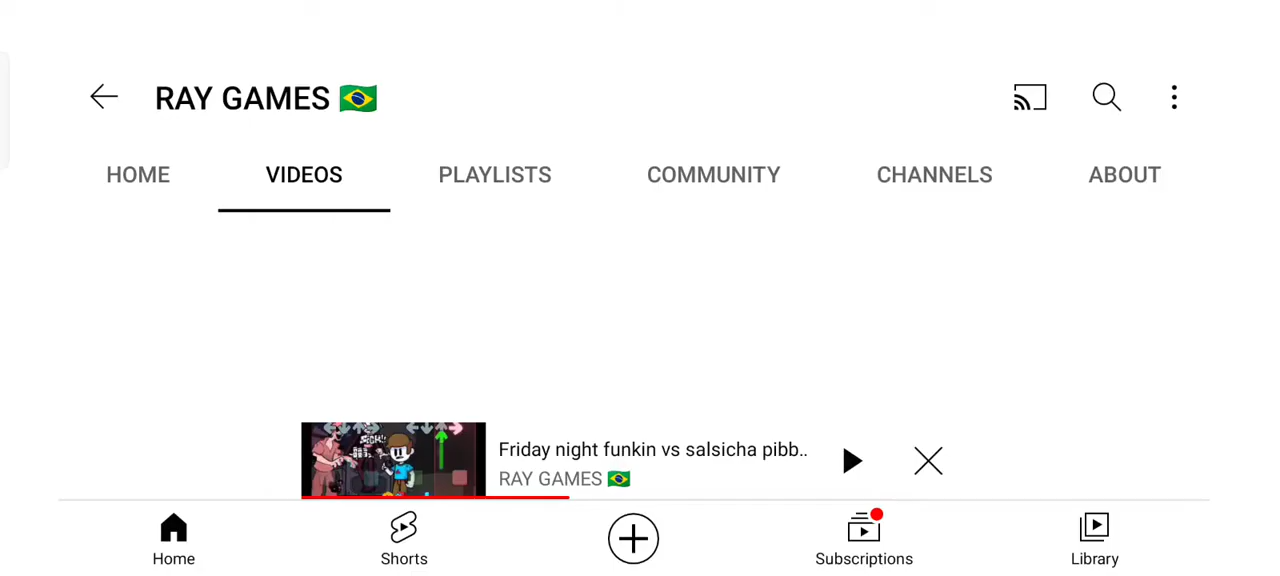 RAY GAMES 🇧🇷
HOME VIDEOS PLAYLISTS COMMUNITY CHANNELS ABOUT
Friday night funkin vs salsicha pibb..
RAY GAMES 🇧🇷
Home Shorts Subscriptions Library